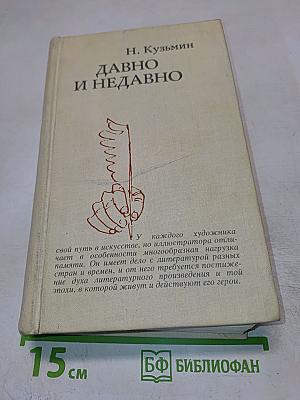 Н. Кузьмин
ДАВНО
И НЕДАВНО
У каждого художника
свой путь в искусстве, но иллюстратора отли-
чает в особенности многообразная нагрузка
памяти. Он имеет дело с литературой разных
стран и времен, и от него требуется постиже-
ние духа литературного произведения и той
эпохи, в которой живут и действуют его герои.
15 см
БФ БИБЛИОФАН